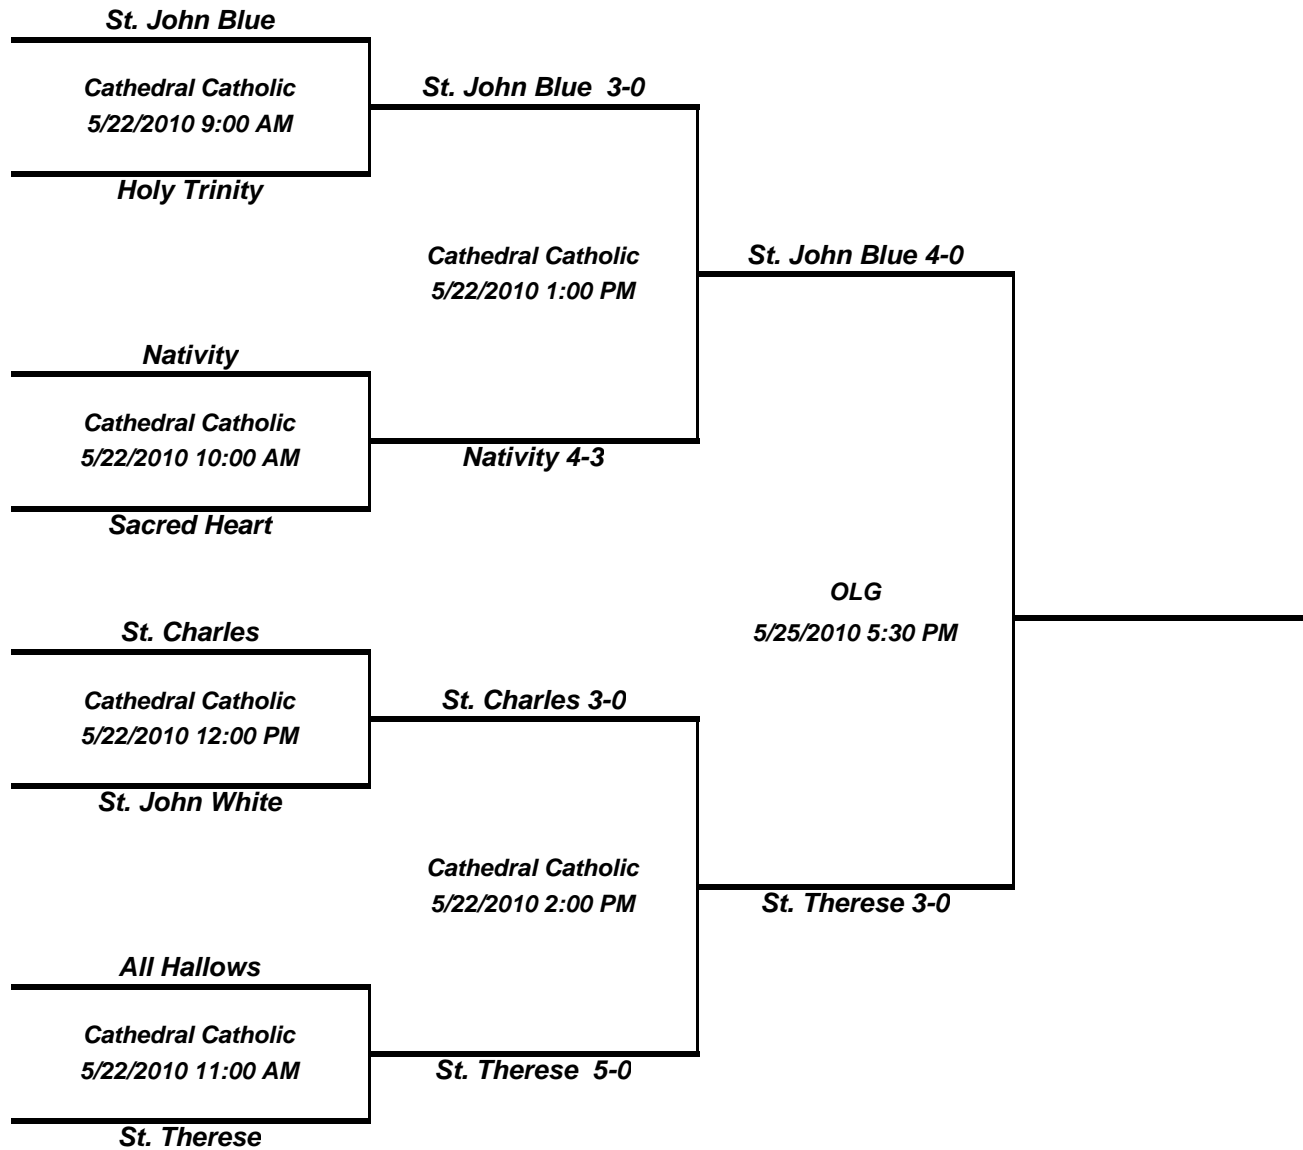 St. John Blue
Cathedral Catholic
5/22/2010 9:00 AM
Holy Trinity
St. John Blue  3-0
Cathedral Catholic
5/22/2010 1:00 PM
St. John Blue 4-0
Nativity
Cathedral Catholic
5/22/2010 10:00 AM
Sacred Heart
Nativity 4-3
OLG
5/25/2010 5:30 PM
St. Charles
Cathedral Catholic
5/22/2010 12:00 PM
St. John White
St. Charles 3-0
Cathedral Catholic
5/22/2010 2:00 PM
St. Therese 3-0
All Hallows
Cathedral Catholic
5/22/2010 11:00 AM
St. Therese
St. Therese  5-0